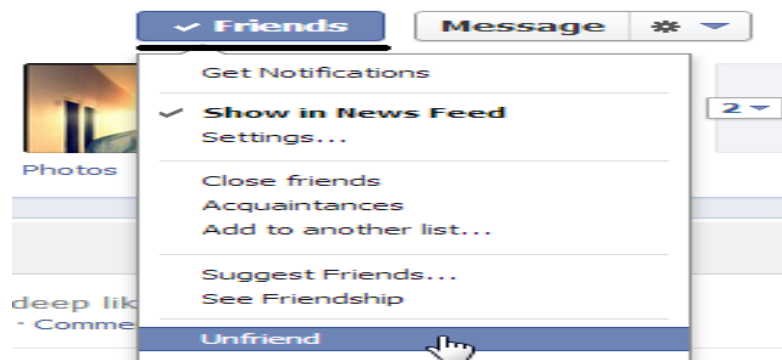 Friends
Message
Get Notifications
Show in News Feed
2
Settings...
Photos
Close friends
Acquaintances
Add to another list...
Suggest Friends...
See Friendship
deep lik
· Comme
Unfriend